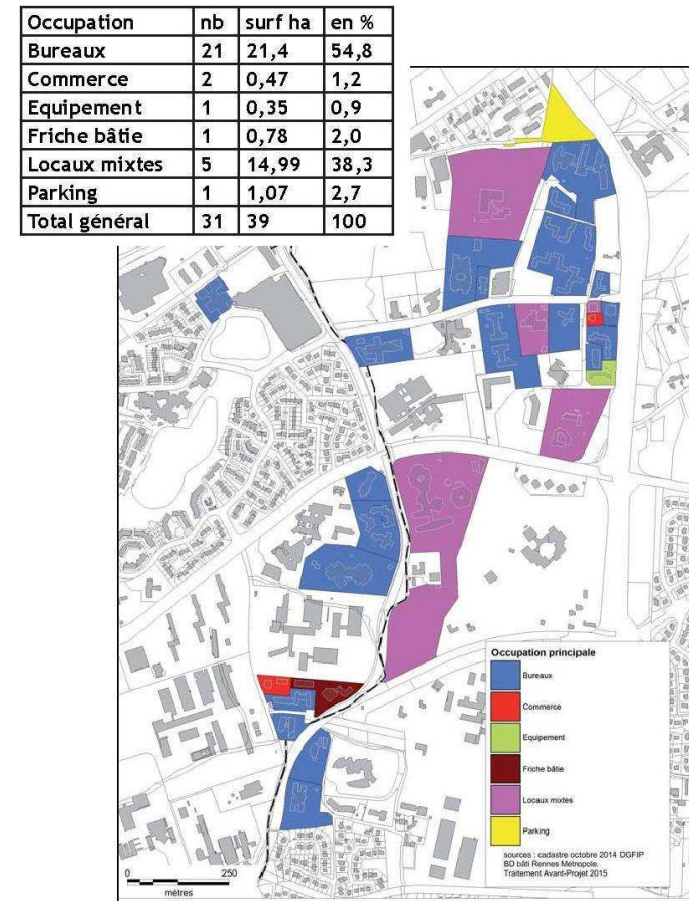 Occupation nb surf ha en %
Bureaux 21 21,4 54,8
Commerce 2 0,47 1,2
Equipement 1 0,35 0,9
Friche bâtie 1 0,78 2,0
Locaux mixtes 5 14,99 38,3
Parking 1 1,07 2,7
Total général 31 39 100
Occupation principale
Bureaux
Commerce
Equipement
Friche bâtie
Locaux mixtes
Parking
sources : cadastre octobre 2014 DGFIP
BD bâti Rennes Métropole.
Traitement Avant-Projet 2015
0 250
mètres